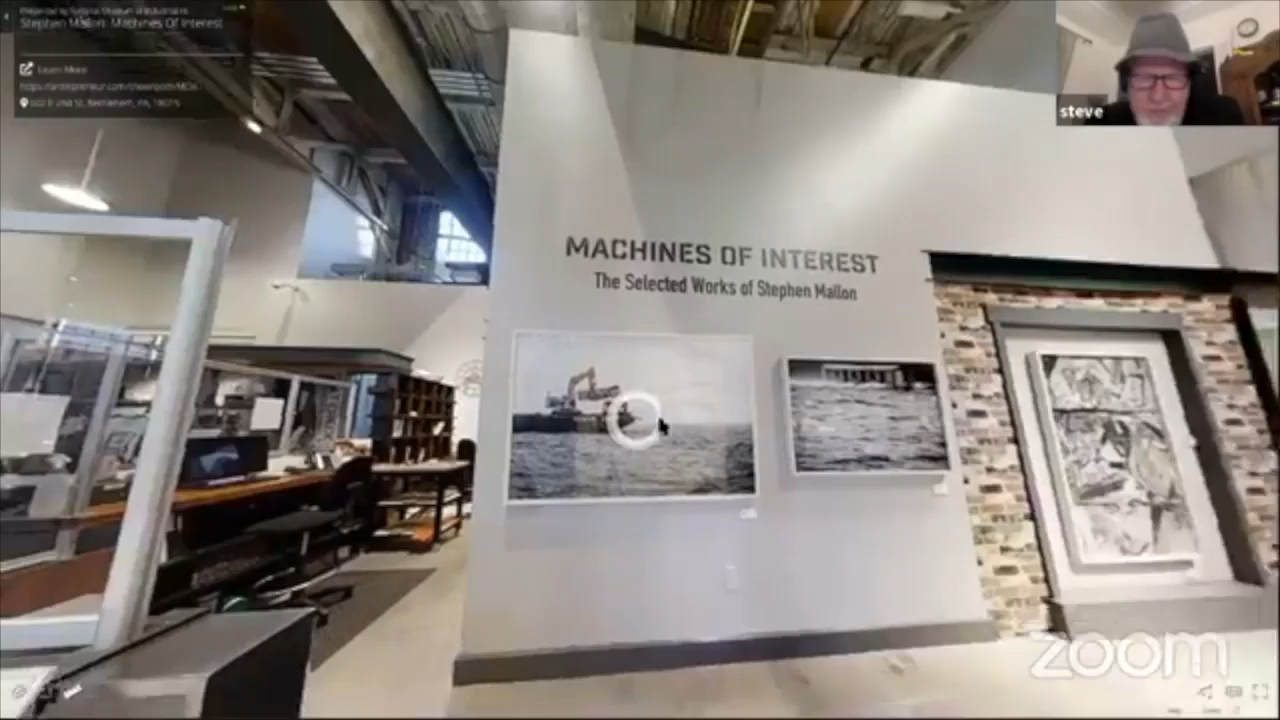 Stephen Mallon: Machines Of Interest
Learn More
steve
MACHINES OF INTEREST
The Selected Works of Stephen Mallon
zoom